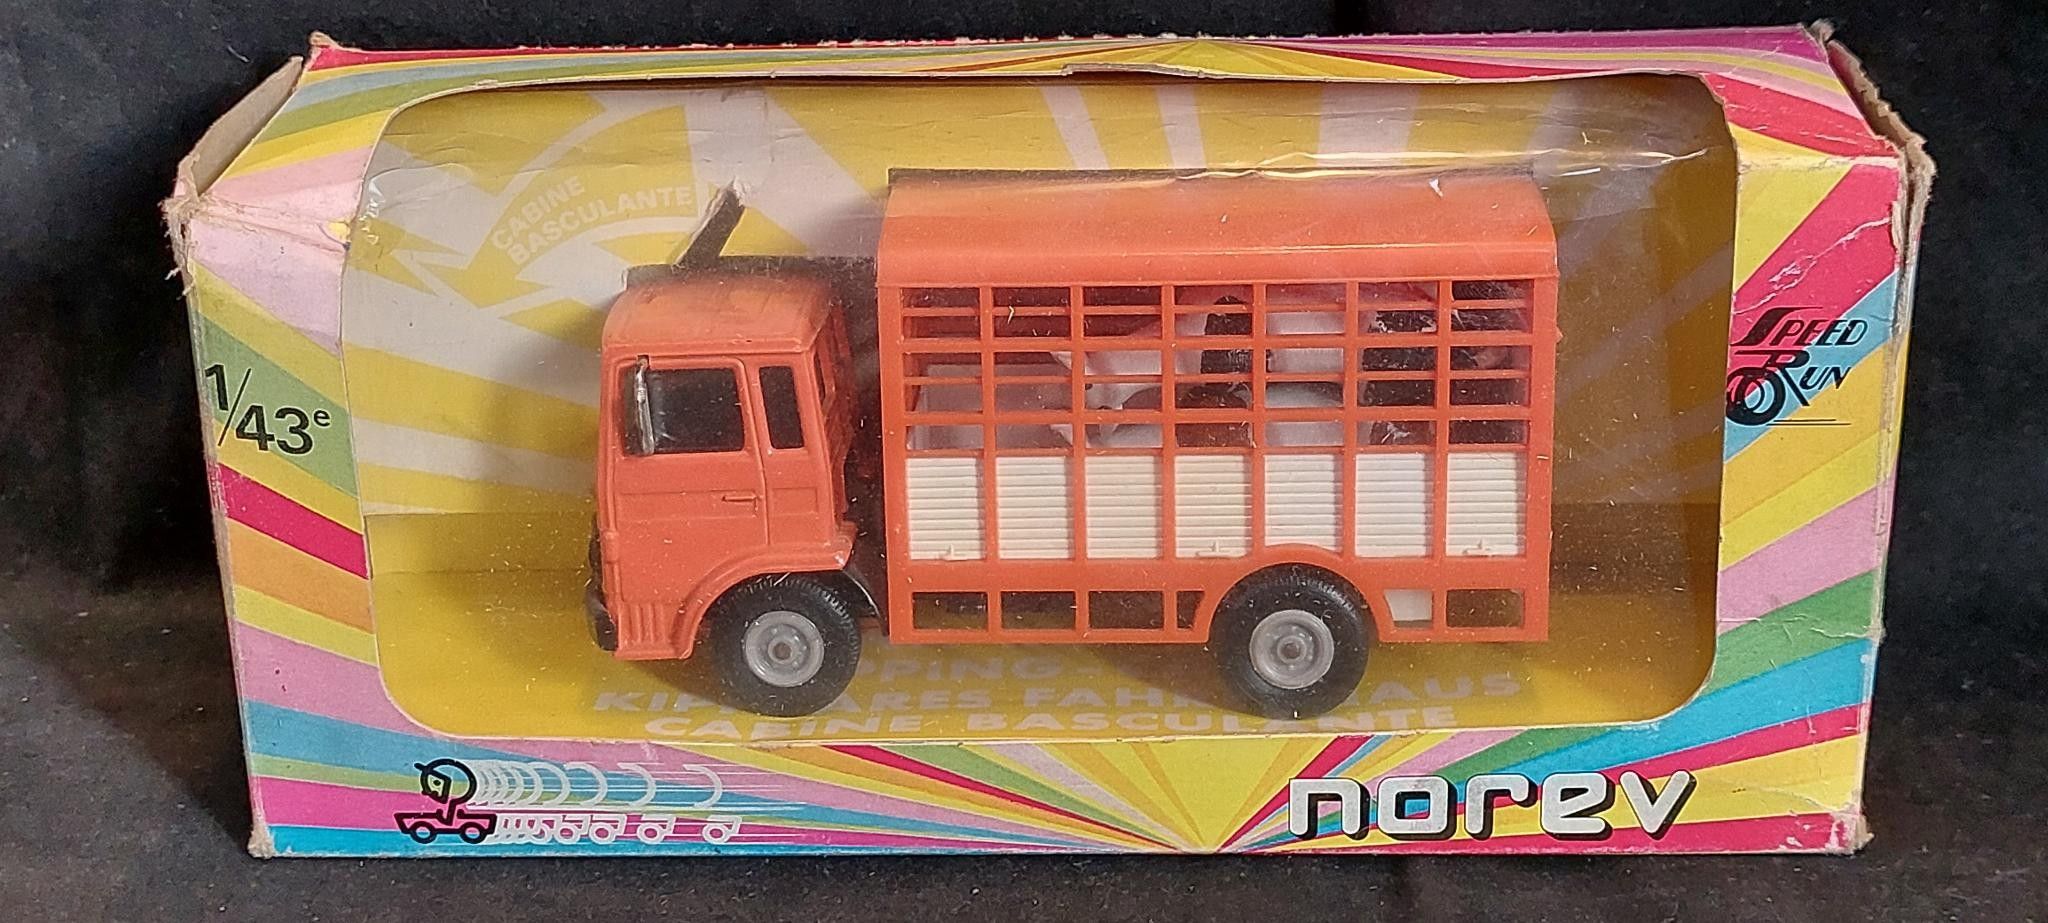 CABINE
BASCULANTE
1/43e
SPEED
RUN
CABINE BASCULANTE
norev